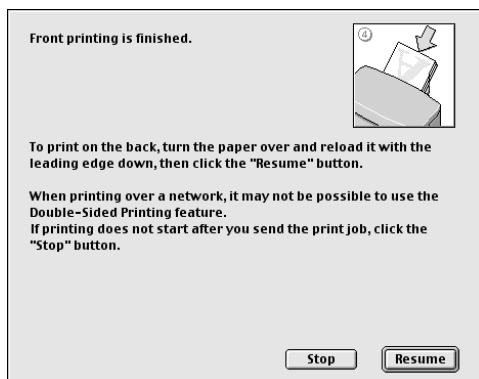 Front printing is finished.
4
To print on the back, turn the paper over and reload it with the
leading edge down, then click the "Resume" button.
When printing over a network, it may not be possible to use the
Double-Sided Printing feature.
If printing does not start after you send the print job, click the
"Stop" button.
Stop
Resume